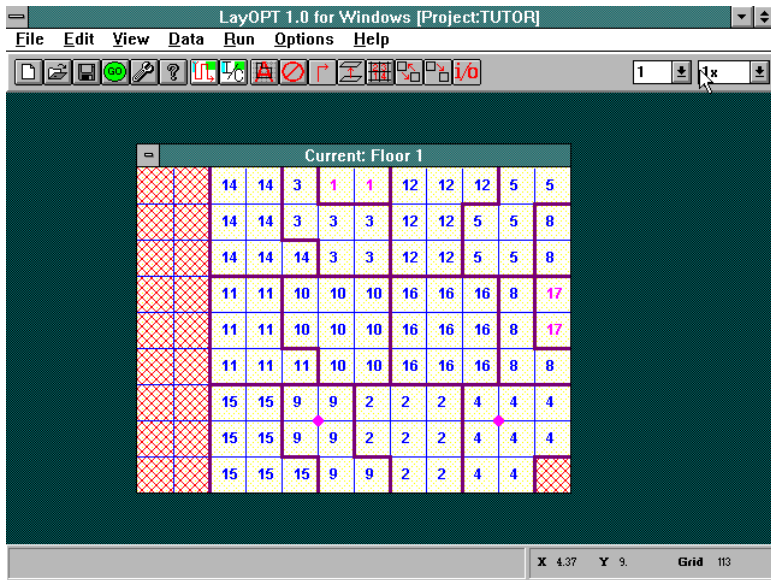 LayOPT 1.0 for Windows [Project:TUTOR]
File Edit View Data Run Options Help
GO ? L/C A i/o 1 1x
Current: Floor 1
14 14 3 1 1 12 12 12 5 5
14 14 3 3 3 12 12 5 5 8
14 14 14 3 3 12 12 5 5 8
11 11 10 10 10 16 16 16 8 17
11 11 10 10 10 16 16 16 8 17
11 11 11 10 10 16 16 16 8 8
15 15 9 9 2 2 2 4 4 4
15 15 9 9 2 2 2 4 4 4
15 15 15 9 9 2 2 4 4
X 4.37 Y 9. Grid 113